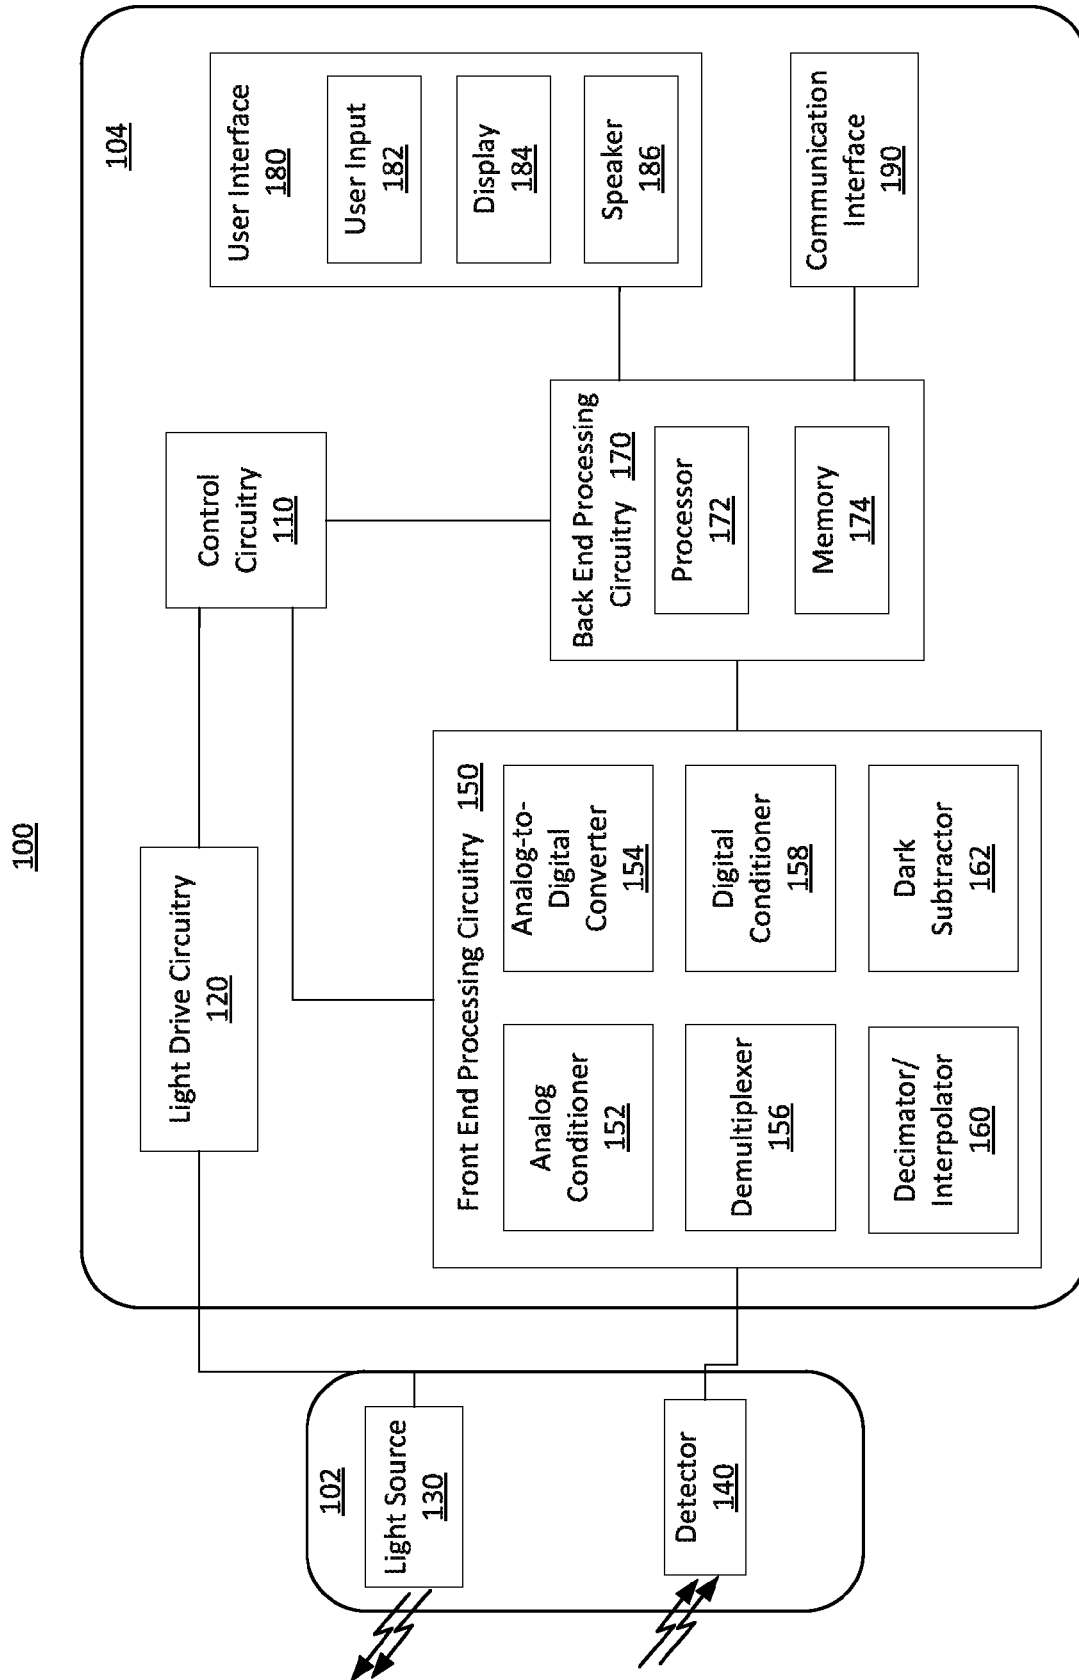 100
104
102
Light Source
130
Detector
140
Light Drive Circuitry
120
Control
Circuitry
110
Front End Processing Circuitry 150
Analog
Conditioner
152
Analog-to-
Digital
Converter
154
Demultiplexer
156
Digital
Conditioner
158
Decimator/
Interpolator
160
Dark
Subtractor
162
Back End Processing
Circuitry 170
Processor
172
Memory
174
User Interface
180
User Input
182
Display
184
Speaker
186
Communication
Interface
190